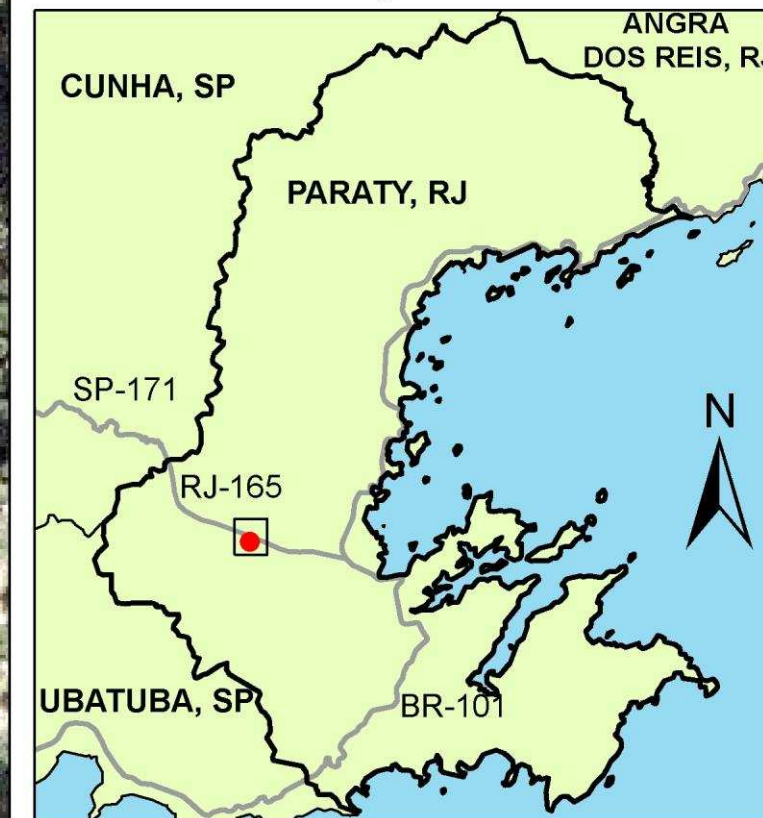 ANGRA
DOS REIS, RJ
CUNHA, SP
PARATY, RJ
SP-171
N
RJ-165
UBATUBA, SP
BR-101